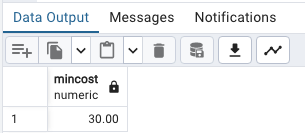 Data Output Messages Notifications
mincost
numeric
1 30.00